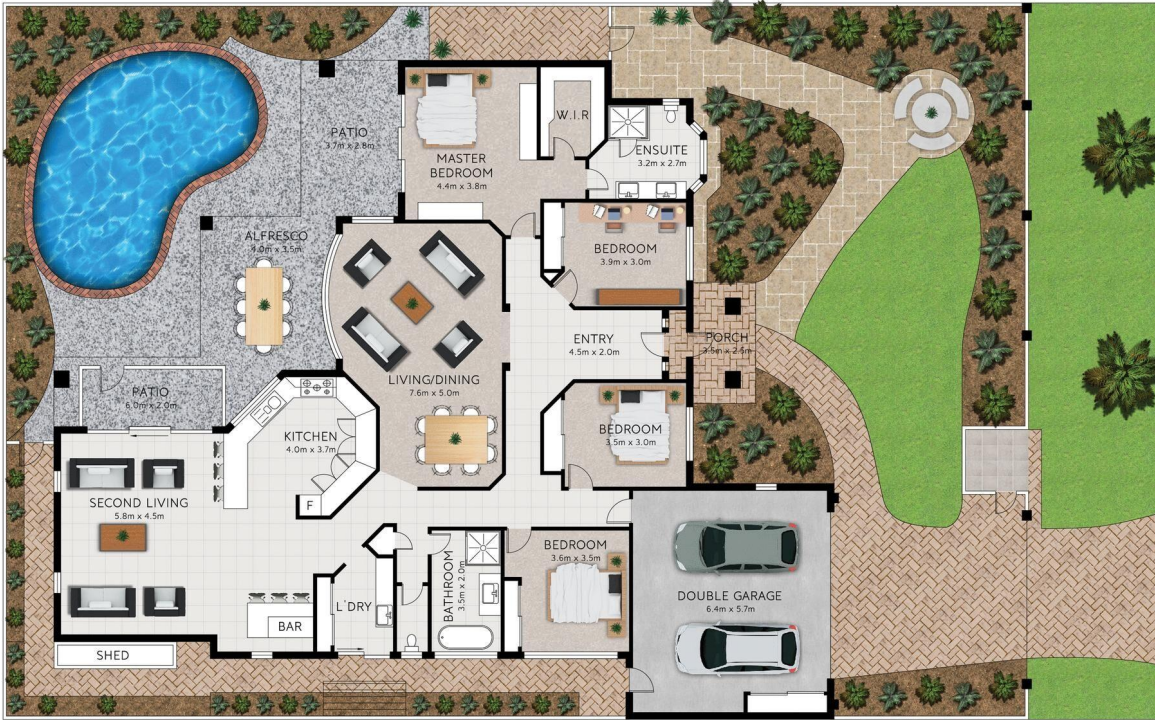 W.I.R
PATIO
3.7m x 2.8m
ENSUITE
3.2m x 2.7m
MASTER
BEDROOM
4.4m x 3.8m
ALFRESCO
4.0m x 3.5m
BEDROOM
3.9m x 3.0m
ENTRY
4.5m x 2.0m
PORCH
3.5m x 2.5m
LIVING/DINING
7.6m x 5.0m
PATIO
6.0m x 2.0m
KITCHEN
4.0m x 3.7m
BEDROOM
3.5m x 3.0m
SECOND LIVING
5.8m x 4.5m
F
BEDROOM
3.6m x 3.5m
BATHROOM
3.5m x 2.0m
DOUBLE GARAGE
6.4m x 5.7m
L'DRY
BAR
SHED